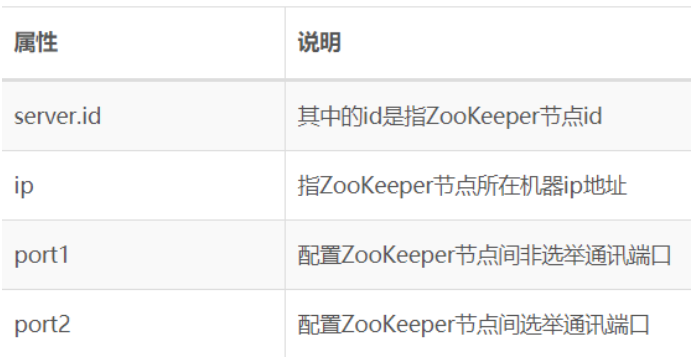 属性 说明
server.id 其中的id是指ZooKeeper节点id
ip 指ZooKeeper节点所在机器ip地址
port1 配置ZooKeeper节点间非选举通讯端口
port2 配置ZooKeeper节点间选举通讯端口